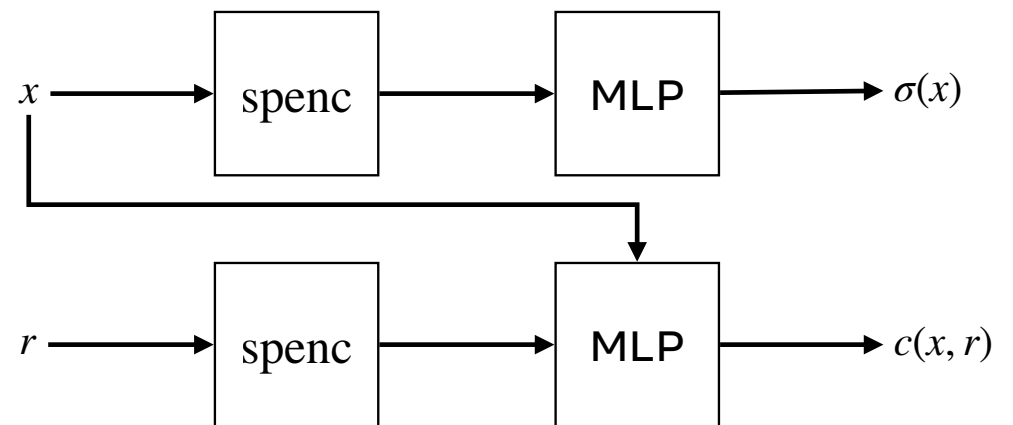 x spenc MLP σ(x)
r spenc MLP c(x, r)